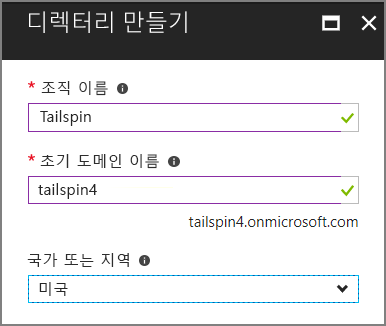 디렉터리 만들기
* 조직 이름
Tailspin
* 초기 도메인 이름
tailspin4
tailspin4.onmicrosoft.com
국가 또는 지역
미국